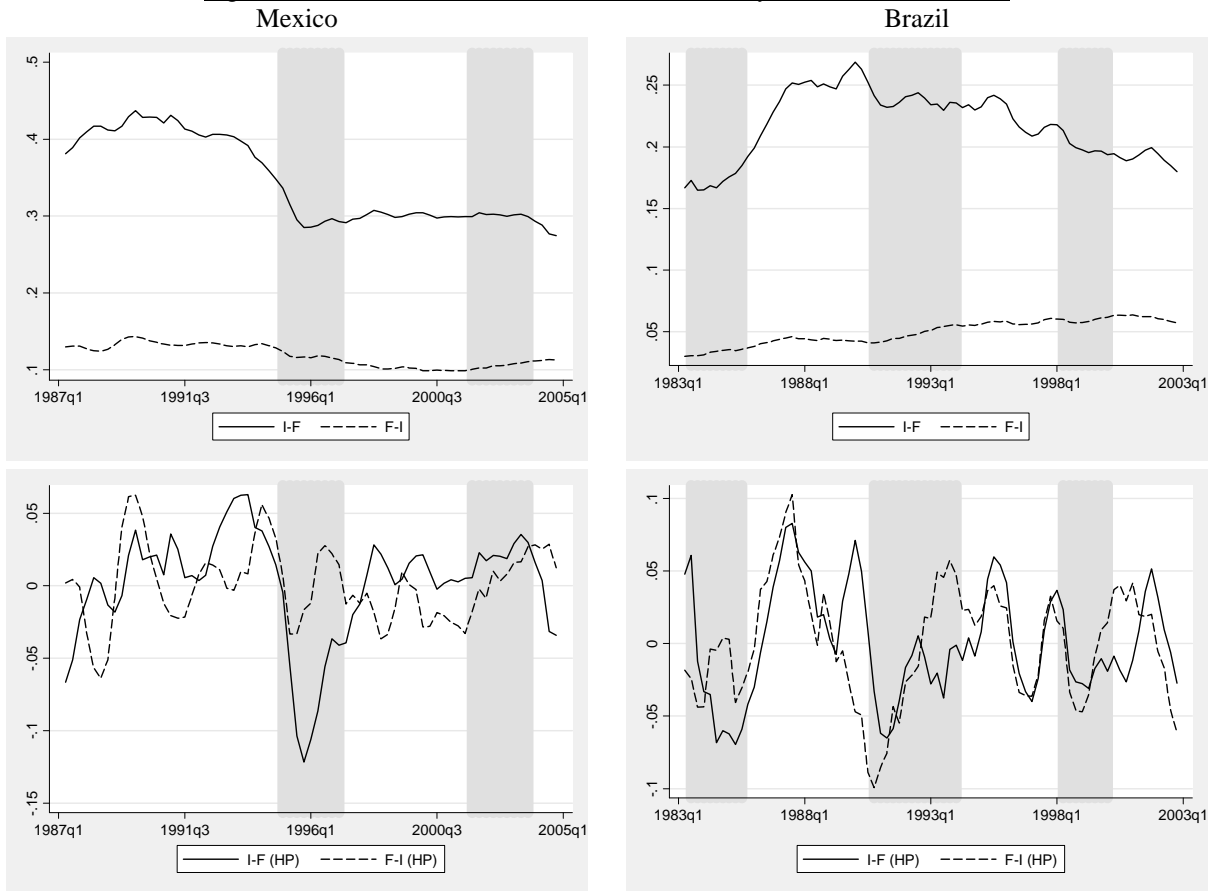 Mexico
Brazil
.5
.4
.3
.2
.1
1987q1 1991q3 1996q1 2000q3 2005q1
I-F F-I
.25
.2
.15
.1
.05
1983q1 1988q1 1993q1 1998q1 2003q1
I-F F-I
.05
0
-.05
-.1
-.15
1987q1 1991q3 1996q1 2000q3 2005q1
I-F (HP) F-I (HP)
.1
.05
0
-.05
-.1
1983q1 1988q1 1993q1 1998q1 2003q1
I-F (HP) F-I (HP)